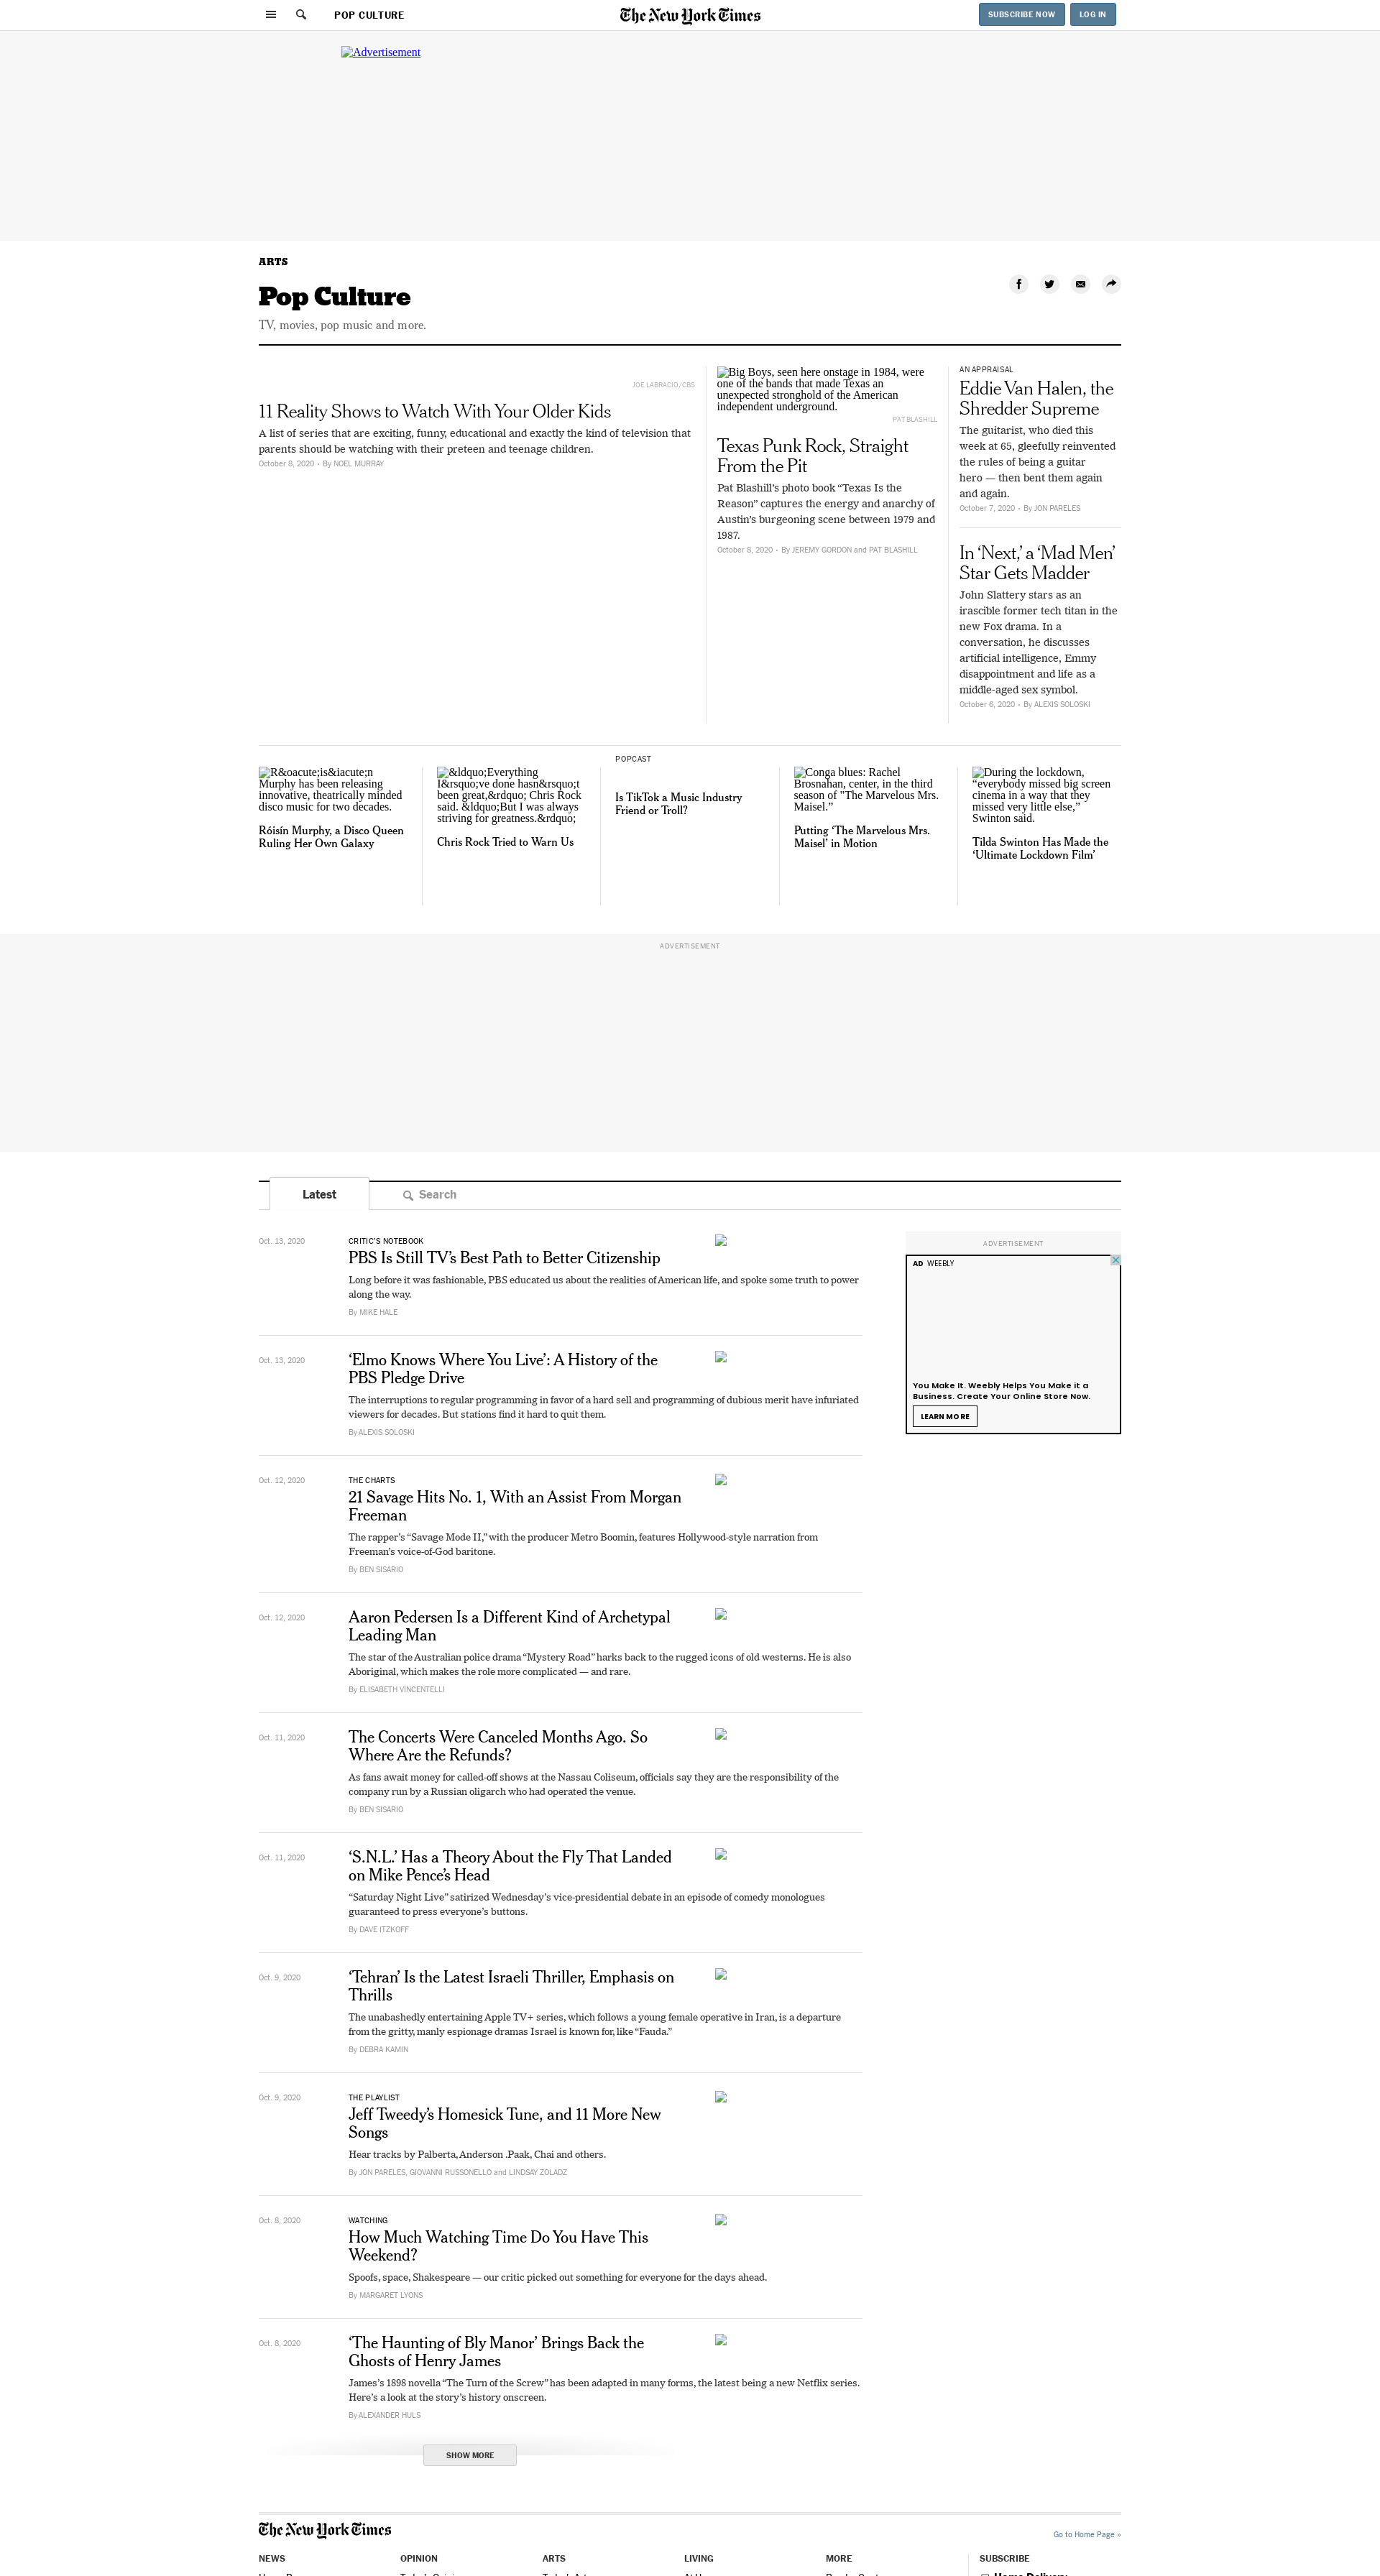 POP CULTURE
The New York Times
SUBSCRIBE NOW
LOG IN
Advertisement
ARTS
Pop Culture
TV, movies, pop music and more.
JOE LABRACIO/CBS
11 Reality Shows to Watch With Your Older Kids
A list of series that are exciting, funny, educational and exactly the kind of television that
parents should be watching with their preteen and teenage children.
October 8, 2020 • By NOEL MURRAY
Big Boys, seen here onstage in 1984, were
one of the bands that made Texas an
unexpected stronghold of the American
independent underground.
PAT BLASHILL
Texas Punk Rock, Straight
From the Pit
Pat Blashill’s photo book “Texas Is the
Reason” captures the energy and anarchy of
Austin’s burgeoning scene between 1979 and
1987.
October 8, 2020 • By JEREMY GORDON and PAT BLASHILL
AN APPRAISAL
Eddie Van Halen, the
Shredder Supreme
The guitarist, who died this
week at 65, gleefully reinvented
the rules of being a guitar
hero — then bent them again
and again.
October 7, 2020 • By JON PARELES
In ‘Next,’ a ‘Mad Men’
Star Gets Madder
John Slattery stars as an
irascible former tech titan in the
new Fox drama. In a
conversation, he discusses
artificial intelligence, Emmy
disappointment and life as a
middle-aged sex symbol.
October 6, 2020 • By ALEXIS SOLOSKI
R&oacute;is&iacute;n
Murphy has been releasing
innovative, theatrically minded
disco music for two decades.
Róisín Murphy, a Disco Queen
Ruling Her Own Galaxy
&ldquo;Everything
I&rsquo;ve done hasn&rsquo;t
been great,&rdquo; Chris Rock
said. &ldquo;But I was always
striving for greatness.&rdquo;
Chris Rock Tried to Warn Us
POPCAST
Is TikTok a Music Industry
Friend or Troll?
Conga blues: Rachel
Brosnahan, center, in the third
season of "The Marvelous Mrs.
Maisel.”
Putting ‘The Marvelous Mrs.
Maisel’ in Motion
During the lockdown,
“everybody missed big screen
cinema in a way that they
missed very little else,”
Swinton said.
Tilda Swinton Has Made the
‘Ultimate Lockdown Film’
ADVERTISEMENT
Latest
Search
Oct. 13, 2020
CRITIC’S NOTEBOOK
PBS Is Still TV’s Best Path to Better Citizenship
Long before it was fashionable, PBS educated us about the realities of American life, and spoke some truth to power
along the way.
By MIKE HALE
ADVERTISEMENT
AD WEEBLY
You Make It. Weebly Helps You Make it a
Business. Create Your Online Store Now.
LEARN MORE
Oct. 13, 2020
‘Elmo Knows Where You Live’: A History of the
PBS Pledge Drive
The interruptions to regular programming in favor of a hard sell and programming of dubious merit have infuriated
viewers for decades. But stations find it hard to quit them.
By ALEXIS SOLOSKI
Oct. 12, 2020
THE CHARTS
21 Savage Hits No. 1, With an Assist From Morgan
Freeman
The rapper’s “Savage Mode II,” with the producer Metro Boomin, features Hollywood-style narration from
Freeman’s voice-of-God baritone.
By BEN SISARIO
Oct. 12, 2020
Aaron Pedersen Is a Different Kind of Archetypal
Leading Man
The star of the Australian police drama “Mystery Road” harks back to the rugged icons of old westerns. He is also
Aboriginal, which makes the role more complicated — and rare.
By ELISABETH VINCENTELLI
Oct. 11, 2020
The Concerts Were Canceled Months Ago. So
Where Are the Refunds?
As fans await money for called-off shows at the Nassau Coliseum, officials say they are the responsibility of the
company run by a Russian oligarch who had operated the venue.
By BEN SISARIO
Oct. 11, 2020
‘S.N.L.’ Has a Theory About the Fly That Landed
on Mike Pence’s Head
“Saturday Night Live” satirized Wednesday’s vice-presidential debate in an episode of comedy monologues
guaranteed to press everyone’s buttons.
By DAVE ITZKOFF
Oct. 9, 2020
‘Tehran’ Is the Latest Israeli Thriller, Emphasis on
Thrills
The unabashedly entertaining Apple TV+ series, which follows a young female operative in Iran, is a departure
from the gritty, manly espionage dramas Israel is known for, like “Fauda.”
By DEBRA KAMIN
Oct. 9, 2020
THE PLAYLIST
Jeff Tweedy’s Homesick Tune, and 11 More New
Songs
Hear tracks by Palberta, Anderson .Paak, Chai and others.
By JON PARELES, GIOVANNI RUSSONELLO and LINDSAY ZOLADZ
Oct. 8, 2020
WATCHING
How Much Watching Time Do You Have This
Weekend?
Spoofs, space, Shakespeare — our critic picked out something for everyone for the days ahead.
By MARGARET LYONS
Oct. 8, 2020
‘The Haunting of Bly Manor’ Brings Back the
Ghosts of Henry James
James’s 1898 novella “The Turn of the Screw” has been adapted in many forms, the latest being a new Netflix series.
Here’s a look at the story’s history onscreen.
By ALEXANDER HULS
SHOW MORE
The New York Times
Go to Home Page »
NEWS
OPINION
ARTS
LIVING
MORE
SUBSCRIBE